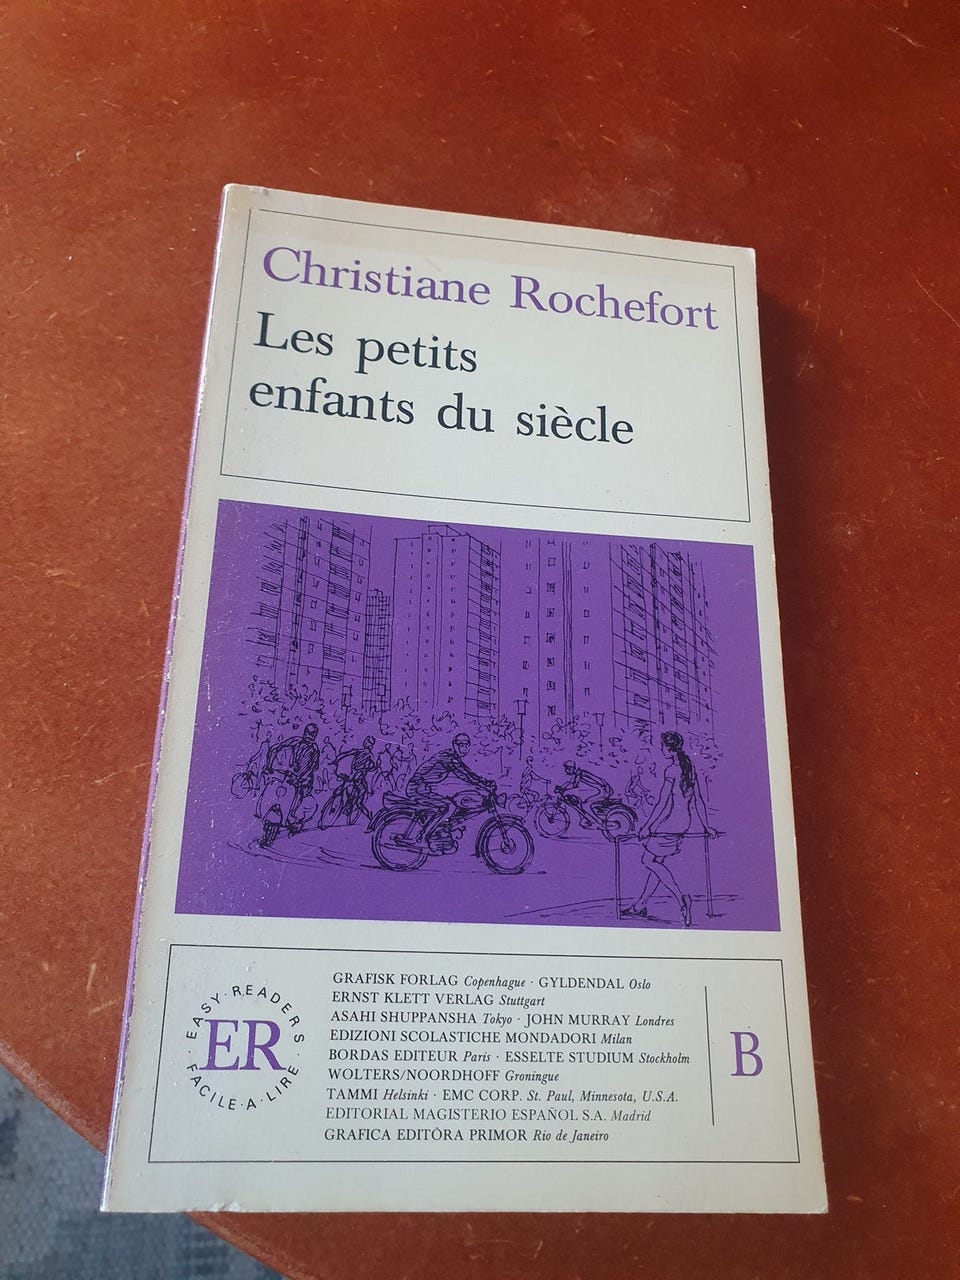 Christiane Rochefort
Les petits
enfants du siècle
EASY · READERS
ER
FACILE · A · LIRE
GRAFISK FORLAG Copenhague · GYLDENDAL Oslo
ERNST KLETT VERLAG Stuttgart
ASAHI SHUPPANSHA Tokyo · JOHN MURRAY Londres
EDIZIONI SCOLASTICHE MONDADORI Milan
BORDAS EDITEUR Paris · ESSELTE STUDIUM Stockholm
WOLTERS/NOORDHOFF Groningue
TAMMI Helsinki · EMC CORP. St. Paul, Minnesota, U.S.A.
EDITORIAL MAGISTERIO ESPAÑOL S.A. Madrid
GRAFICA EDITÔRA PRIMOR Rio de Janeiro
B